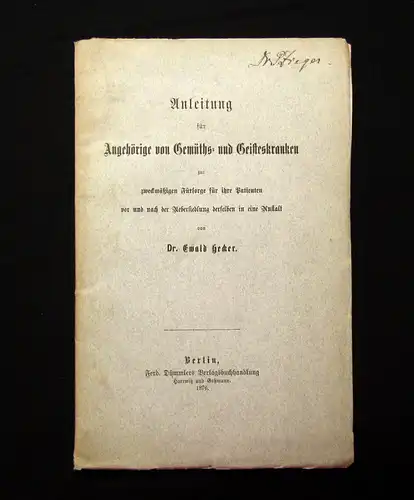 Anleitung
für
Angehörige von Gemüths- und Geisteskranken
zur
zweckmäßigen Fürsorge für ihre Patienten
vor und nach der Uebersiedlung derselben in eine Anstalt
von
Dr. Ewald Hecker.
Berlin,
Ferd. Dümmlers Verlagsbuchhandlung
Harrwitz und Goßmann.